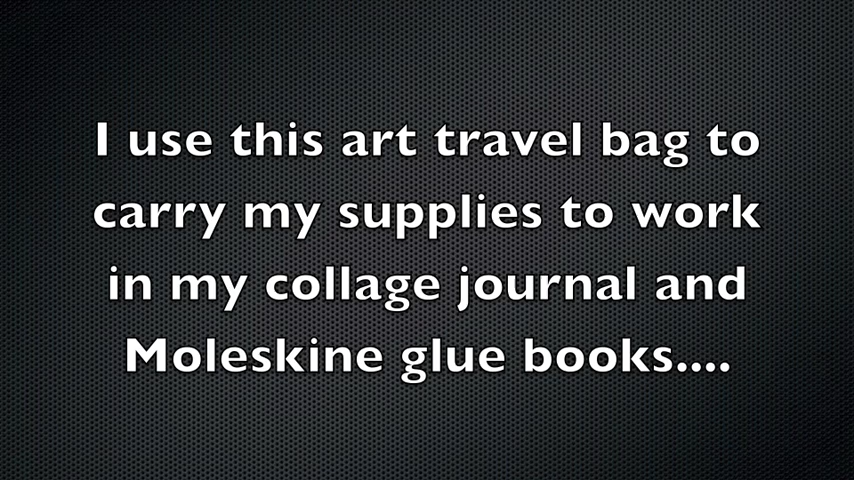 I use this art travel bag to
carry my supplies to work
in my collage journal and
Moleskine glue books....